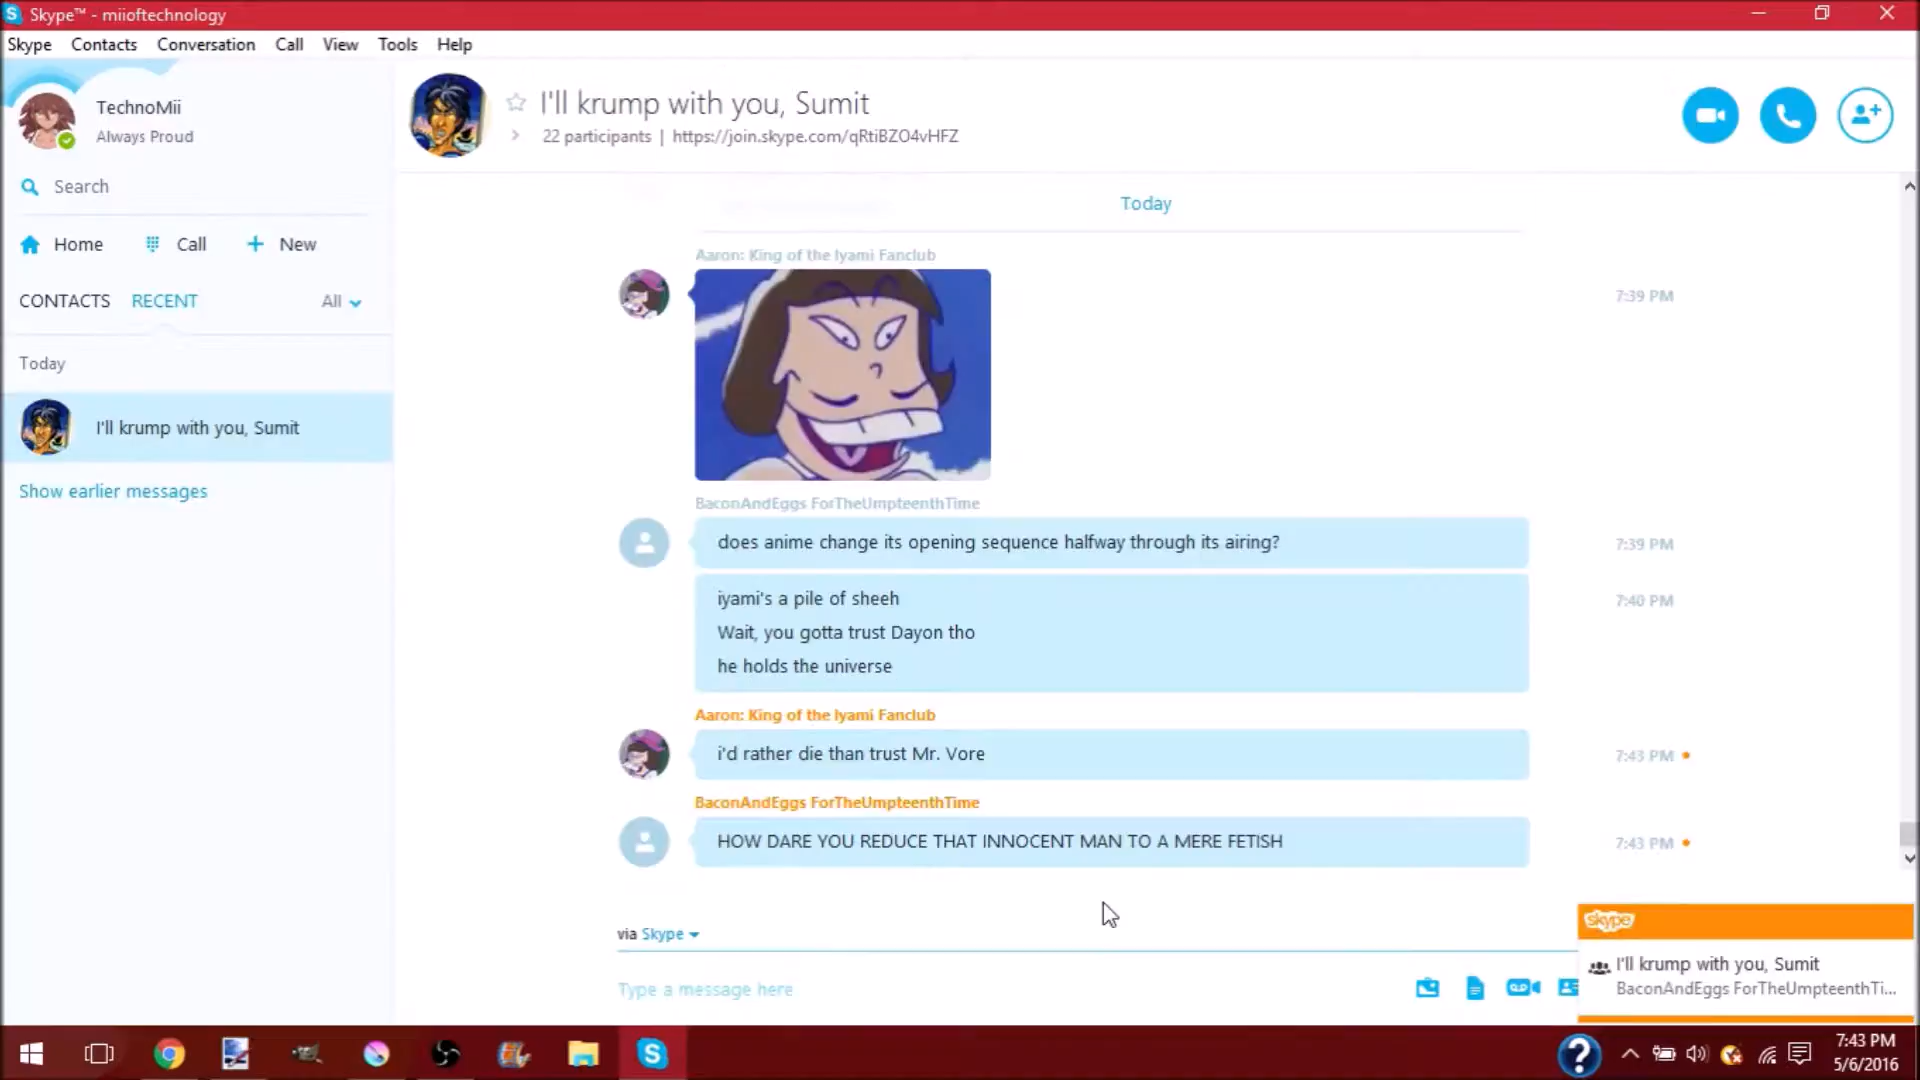 Skype™ - miioftechnology
Skype Contacts Conversation Call View Tools Help
TechnoMii
Always Proud
Search
Home Call New
CONTACTS RECENT All
Today
I'll krump with you, Sumit
Show earlier messages
I'll krump with you, Sumit
22 participants | https://join.skype.com/qRtiBZO4vHFZ
Today
Aaron: King of the Iyami Fanclub
7:39 PM
BaconAndEggs ForTheUmpteenthTime
does anime change its opening sequence halfway through its airing?
7:39 PM
iyami's a pile of sheeh
7:40 PM
Wait, you gotta trust Dayon tho
he holds the universe
Aaron: King of the Iyami Fanclub
i'd rather die than trust Mr. Vore
7:43 PM
BaconAndEggs ForTheUmpteenthTime
HOW DARE YOU REDUCE THAT INNOCENT MAN TO A MERE FETISH
7:43 PM
via Skype
Type a message here
skype
I'll krump with you, Sumit
BaconAndEggs ForTheUmpteenthTi...
7:43 PM
5/6/2016